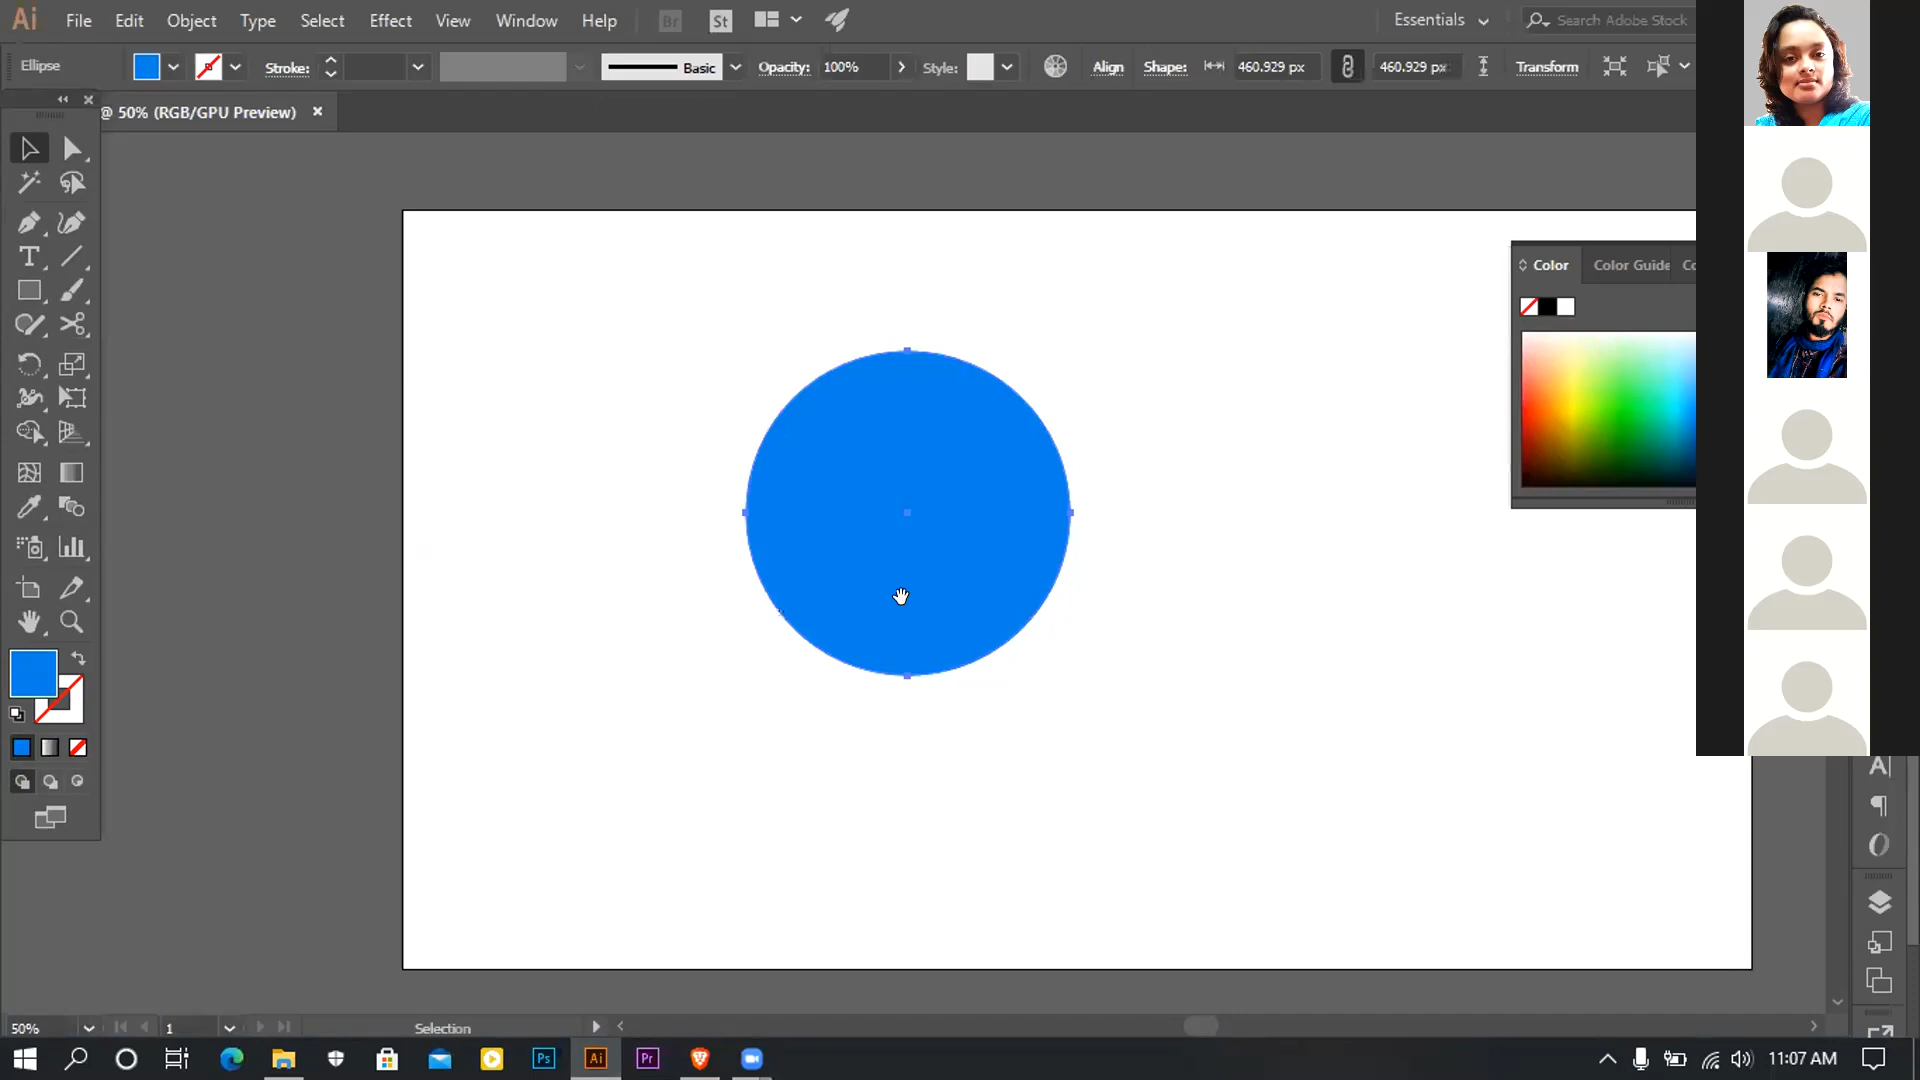 Ai File Edit Object Type Select Effect View Window Help Br St Essentials Search Adobe Stock
Ellipse Stroke: Basic Opacity: 100% Style: Align Shape: 460.929 px 460.929 px Transform
@ 50% (RGB/GPU Preview)
Color Color Guide Co
T
A
50% 1 Selection
Ps Ai Pr 11:07 AM